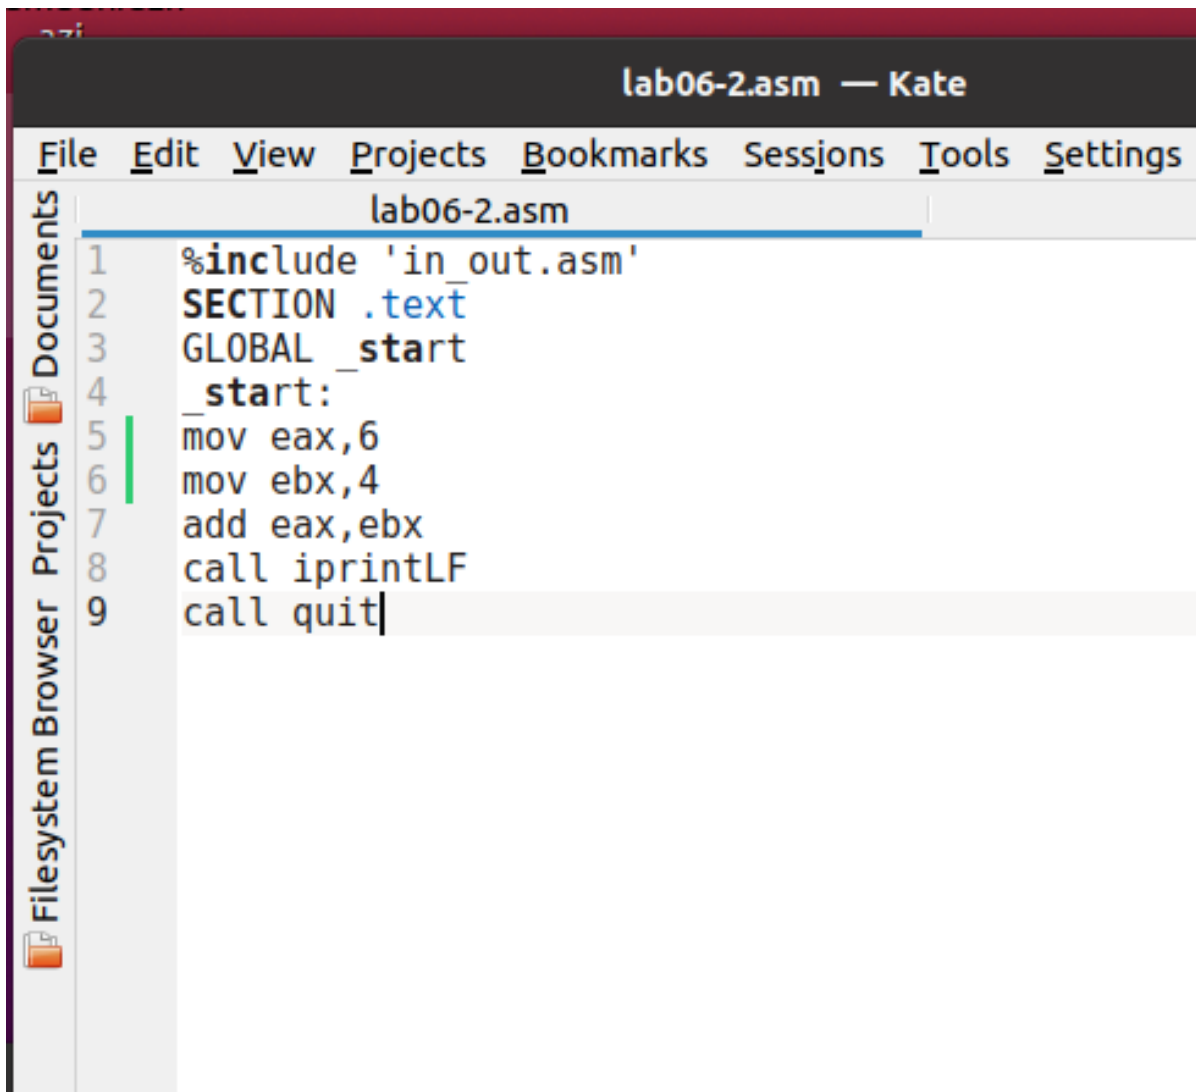 lab06-2.asm — Kate
File Edit View Projects Bookmarks Sessions Tools Settings
lab06-2.asm
Documents
Projects
Filesystem Browser
1 %include 'in_out.asm'
2 SECTION .text
3 GLOBAL _start
4 _start:
5 mov eax,6
6 mov ebx,4
7 add eax,ebx
8 call iprintLF
9 call quit